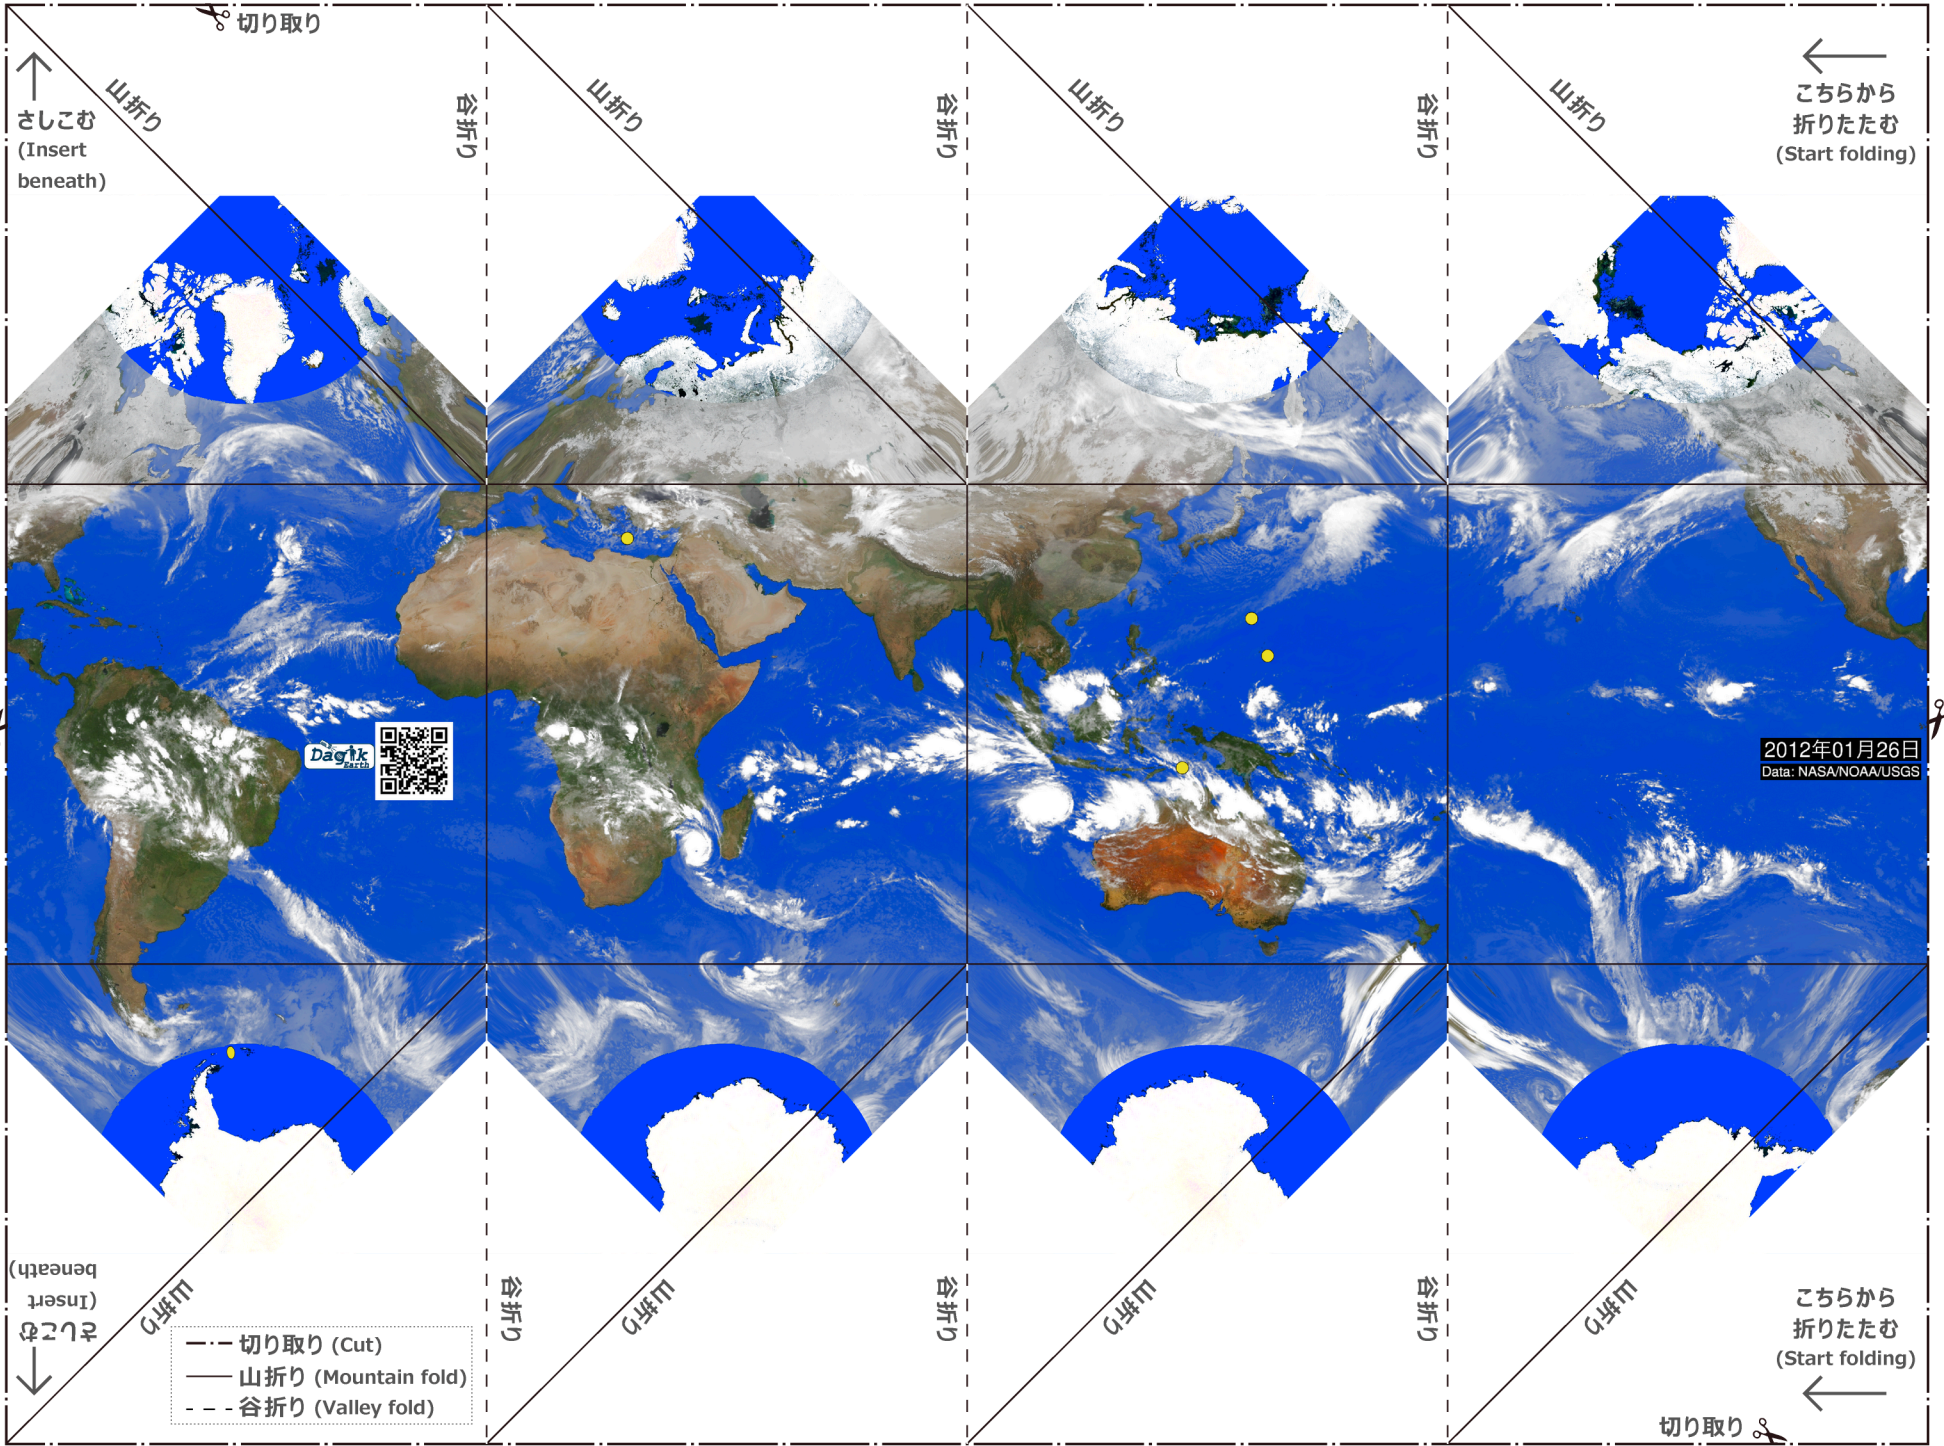 切り取り
山折り
谷折り
山折り
谷折り
山折り
谷折り
山折り
こちらから
折りたたむ
(Start folding)
さしこむ
(Insert
beneath)
Dagik
Earth
2012年01月26日
Data: NASA/NOAA/USGS
さしこむ
(Insert
beneath)
山折り
谷折り
山折り
谷折り
山折り
谷折り
山折り
こちらから
折りたたむ
(Start folding)
切り取り (Cut)
山折り (Mountain fold)
谷折り (Valley fold)
切り取り